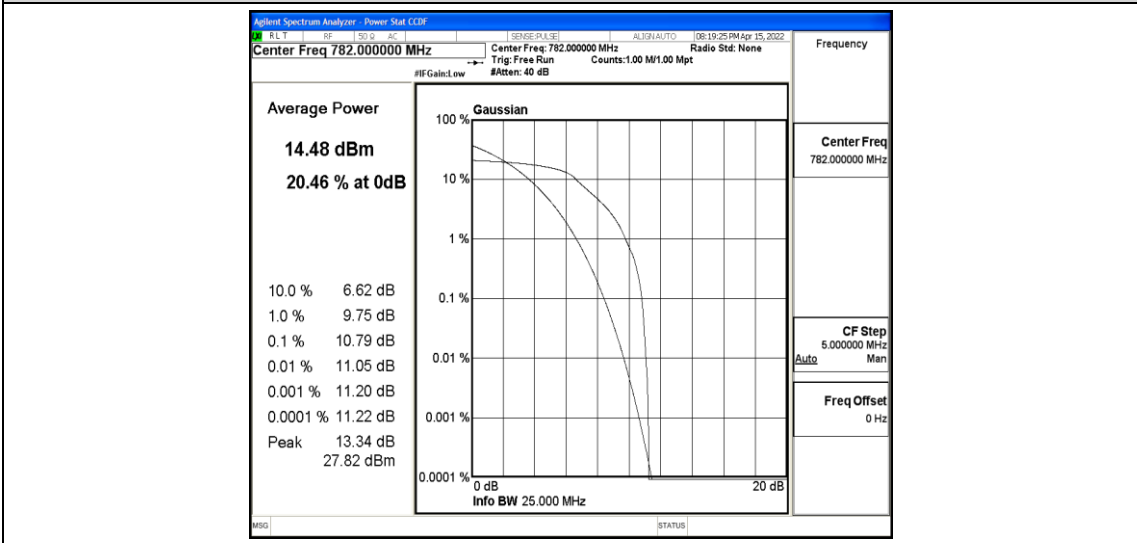 Agilent Spectrum Analyzer - Power Stat CCDF
LXI RLT RF 50 Ω AC SENSE:PULSE ALIGN AUTO 08:19:25 PM Apr 15, 2022
Center Freq 782.000000 MHz
Center Freq: 782.000000 MHz Radio Std: None
Trig: Free Run Counts:1.00 M/1.00 Mpt
#IFGain:Low #Atten: 40 dB
Frequency
Average Power
14.48 dBm
20.46 % at 0dB
10.0 % 6.62 dB
1.0 % 9.75 dB
0.1 % 10.79 dB
0.01 % 11.05 dB
0.001 % 11.20 dB
0.0001 % 11.22 dB
Peak 13.34 dB
27.82 dBm
Gaussian
100 %
10 %
1 %
0.1 %
0.01 %
0.001 %
0.0001 %
0 dB 20 dB
Info BW 25.000 MHz
Center Freq
782.000000 MHz
CF Step
5.000000 MHz
Auto Man
Freq Offset
0 Hz
MSG STATUS